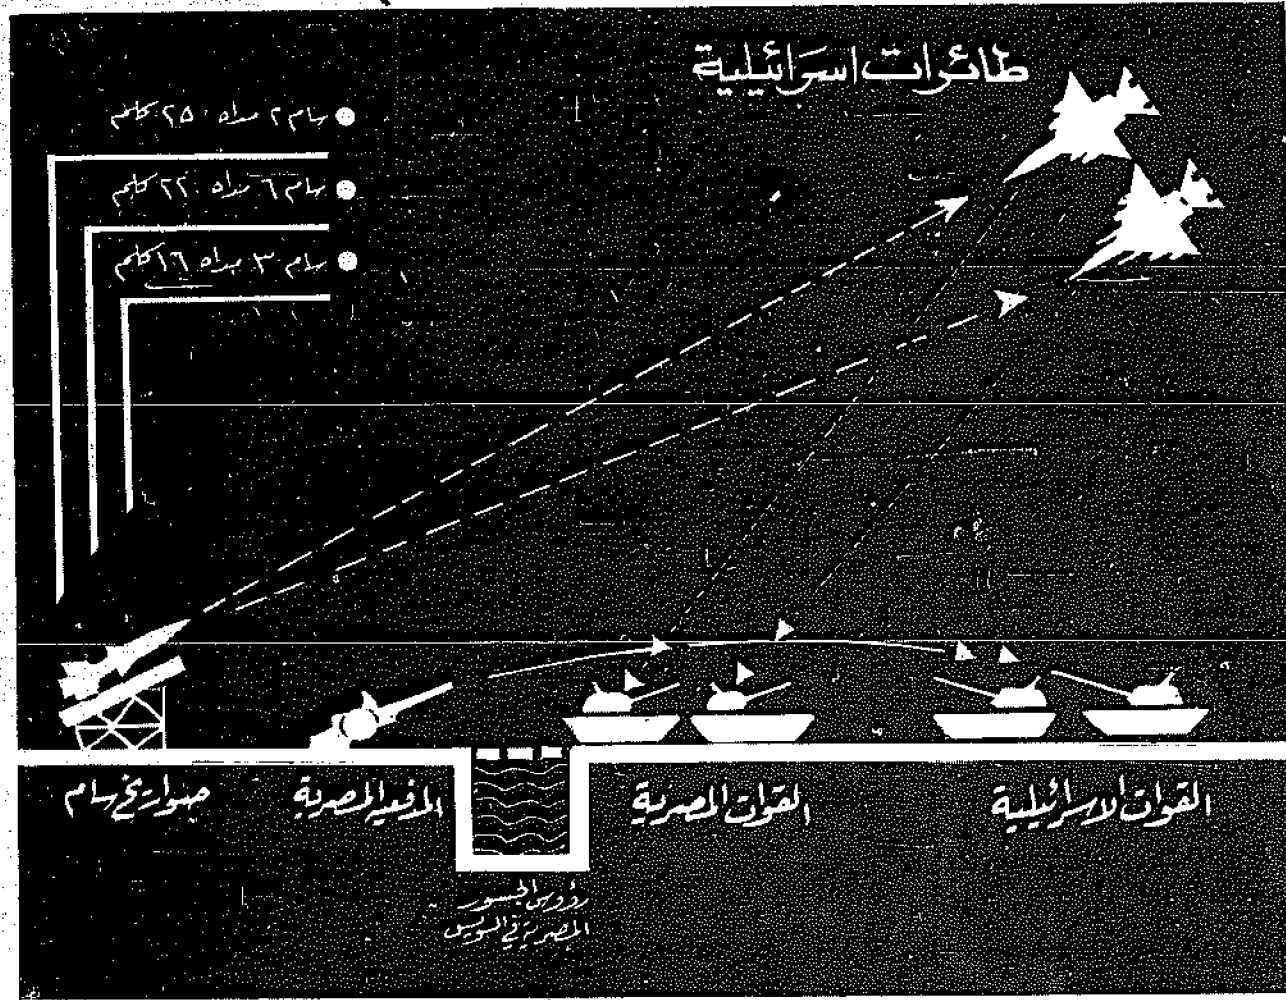 طائرات اسرائيلية
سام ٢ مداه ٢٥ كلم
سام ٦ مداه ٢٢ كلم
سام ٣ مداه ١٦ كلم
القوات الاسرائيلية
القوات المصرية
المدفعية المصرية
صواريخ سام
رؤوس الجسور
المصرية في السويس